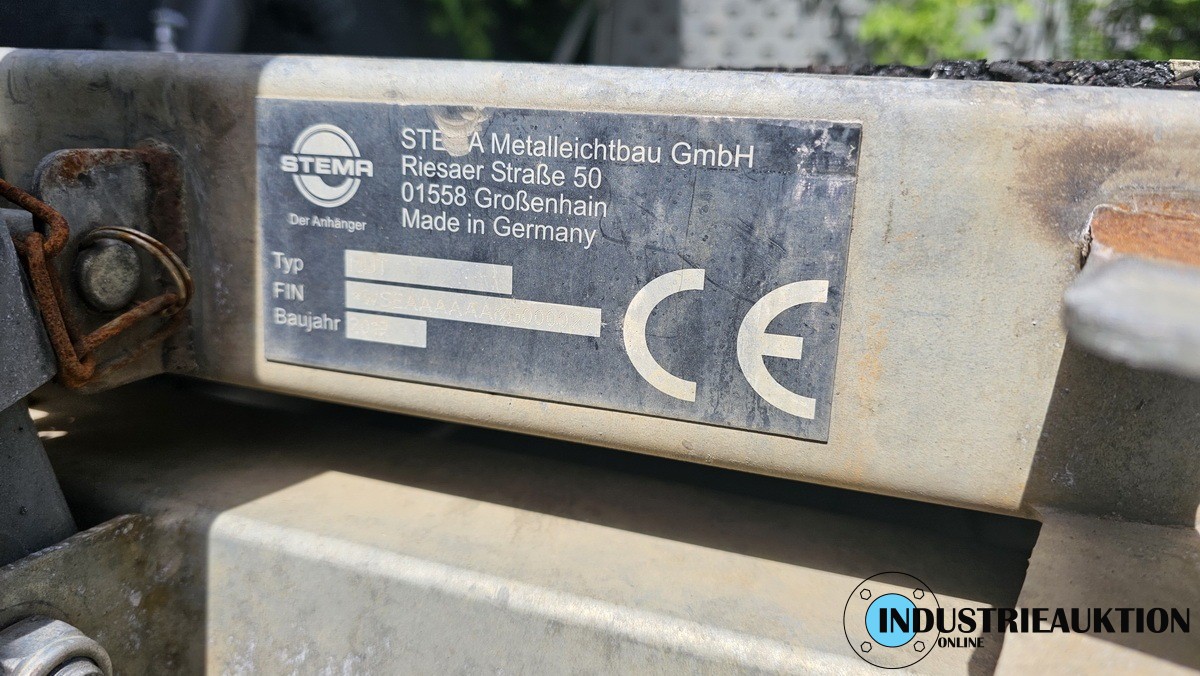 STEMA
Der Anhänger
STEMA Metalleichtbau GmbH
Riesaer Straße 50
01558 Großenhain
Made in Germany
Typ
FIN
Baujahr
CE
INDUSTRIEAUKTION
ONLINE